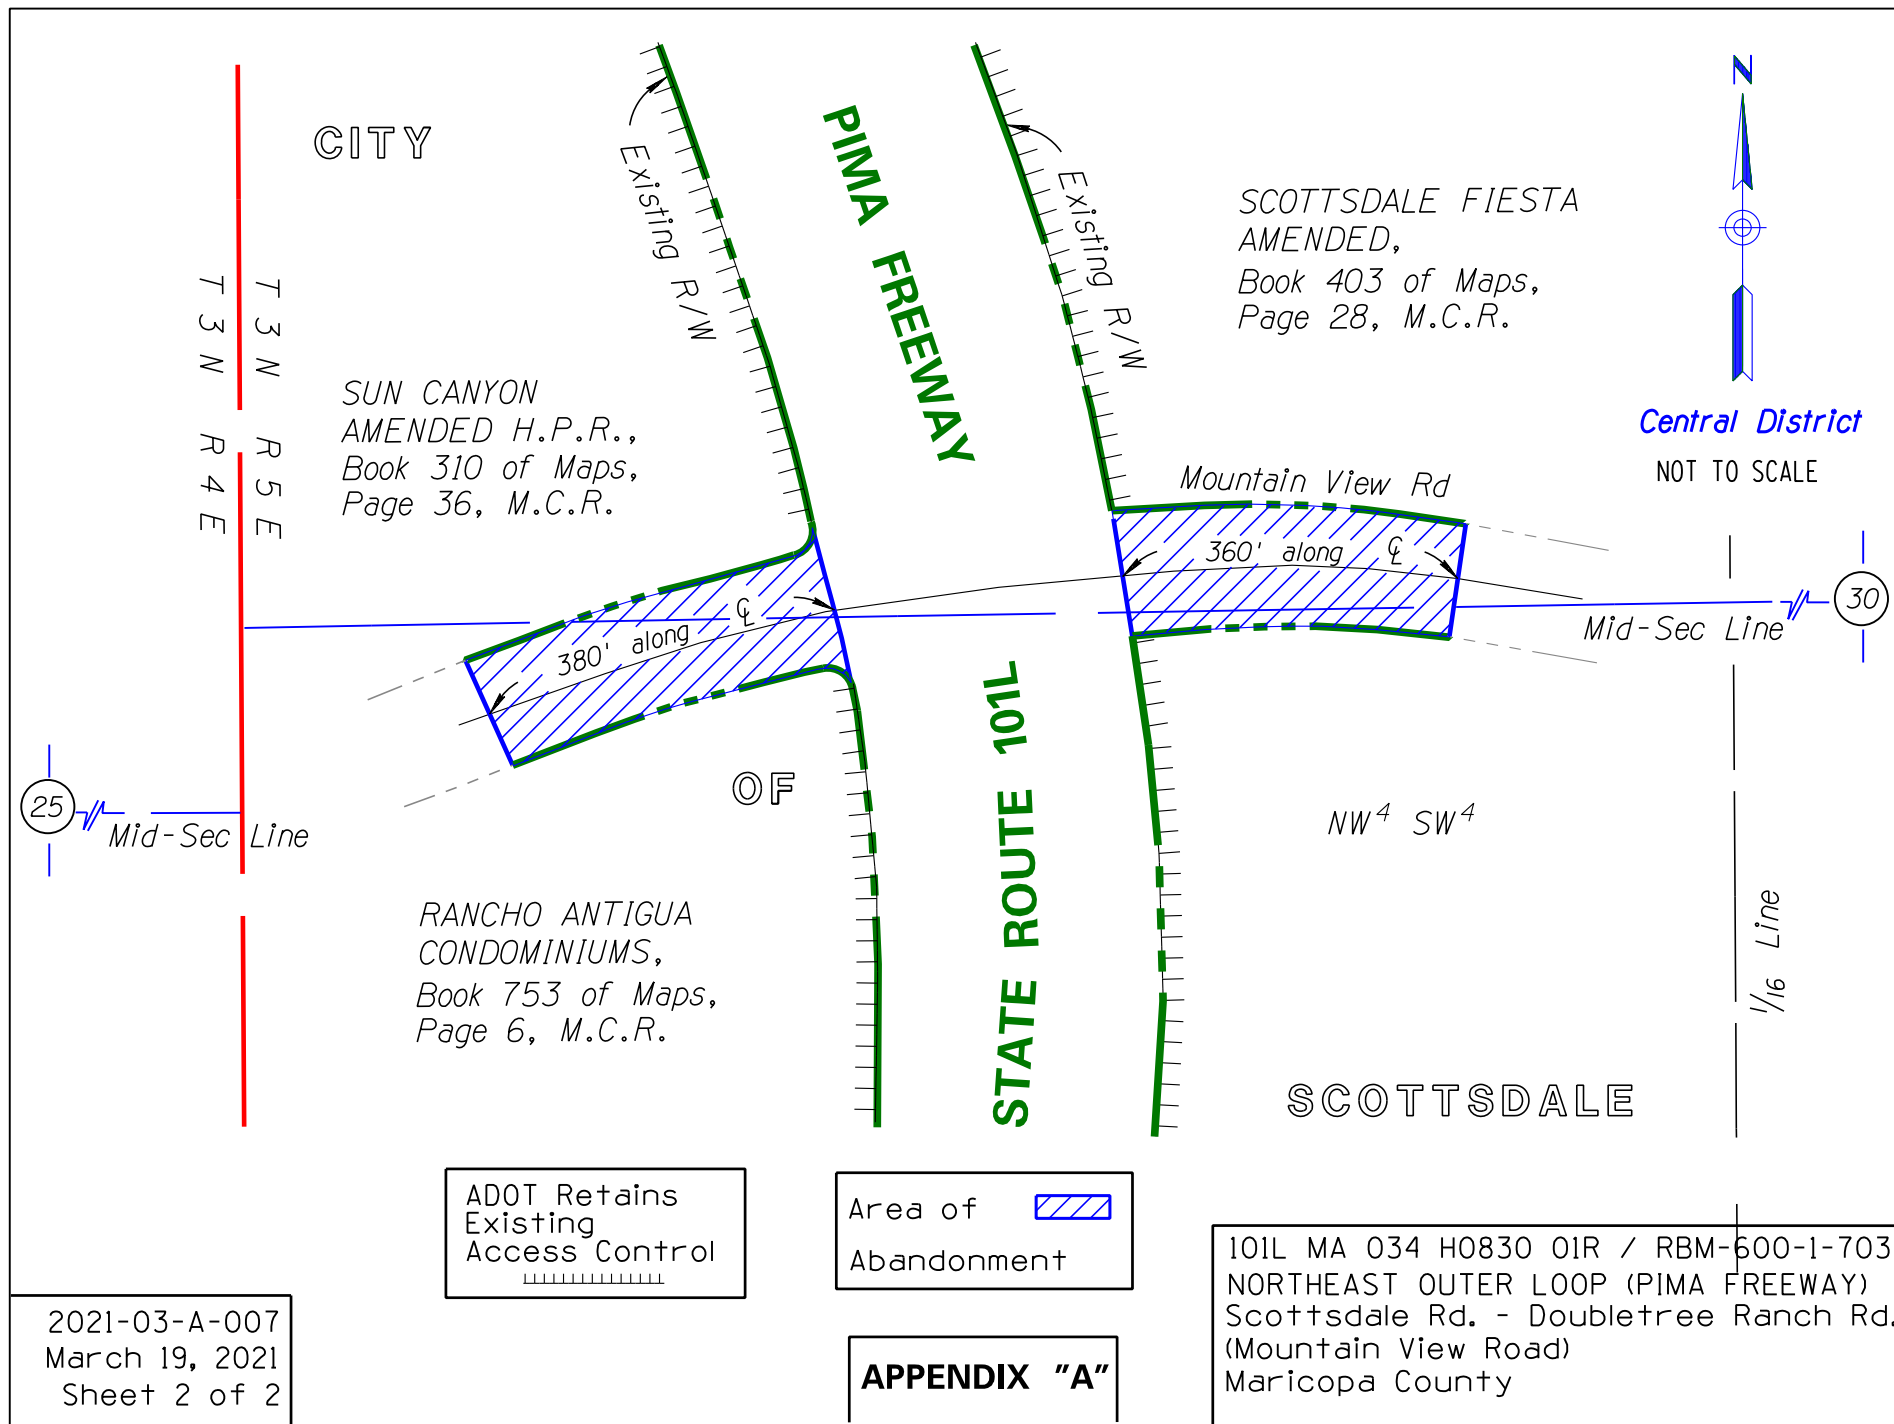 CITY
Existing R/W
PIMA FREEWAY
Existing R/W
N
SCOTTSDALE FIESTA
AMENDED,
Book 403 of Maps,
Page 28, M.C.R.
T3N R4E
T3N R5E
SUN CANYON
AMENDED H.P.R.,
Book 310 of Maps,
Page 36, M.C.R.
Central District
NOT TO SCALE
Mountain View Rd
360' along ℄
380' along ℄
30
Mid-Sec Line
25
Mid-Sec Line
OF
STATE ROUTE 101L
NW4 SW4
1/16 Line
RANCHO ANTIGUA
CONDOMINIUMS,
Book 753 of Maps,
Page 6, M.C.R.
SCOTTSDALE
ADOT Retains
Existing
Access Control
Area of
Abandonment
101L MA 034 H0830 01R / RBM-600-1-703
NORTHEAST OUTER LOOP (PIMA FREEWAY)
Scottsdale Rd. - Doubletree Ranch Rd.
(Mountain View Road)
Maricopa County
2021-03-A-007
March 19, 2021
Sheet 2 of 2
APPENDIX "A"